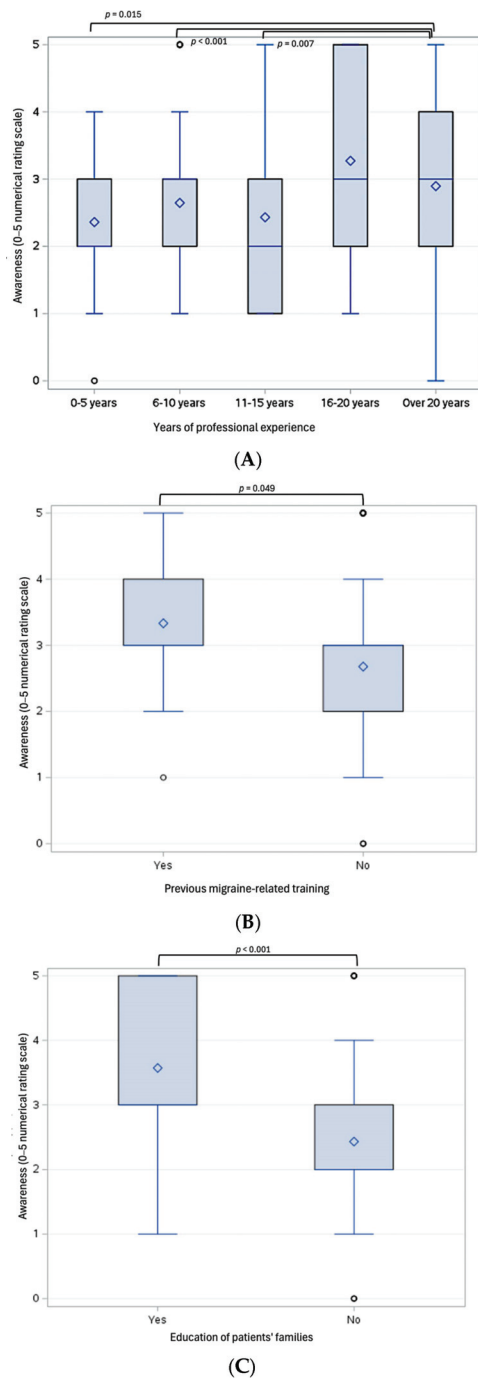 p = 0.015
p < 0.001
p = 0.007
Awareness (0–5 numerical rating scale)
5
4
3
2
1
0
0-5 years 6-10 years 11-15 years 16-20 years Over 20 years
Years of professional experience
(A)
p = 0.049
Awareness (0–5 numerical rating scale)
5
4
3
2
1
0
Yes No
Previous migraine-related training
(B)
p < 0.001
Awareness (0–5 numerical rating scale)
5
4
3
2
1
0
Yes No
Education of patients' families
(C)